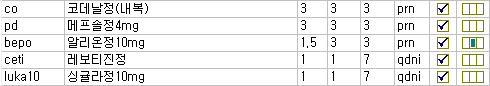 co 코데날정(내복) 3 3 3 prn
pd 메프솔정4mg 3 3 3 prn
bepo 알리온정10mg 1.5 3 3 prn
ceti 레보티진정 1 1 7 qdni
luka10 싱귤라정10mg 1 1 7 qdni